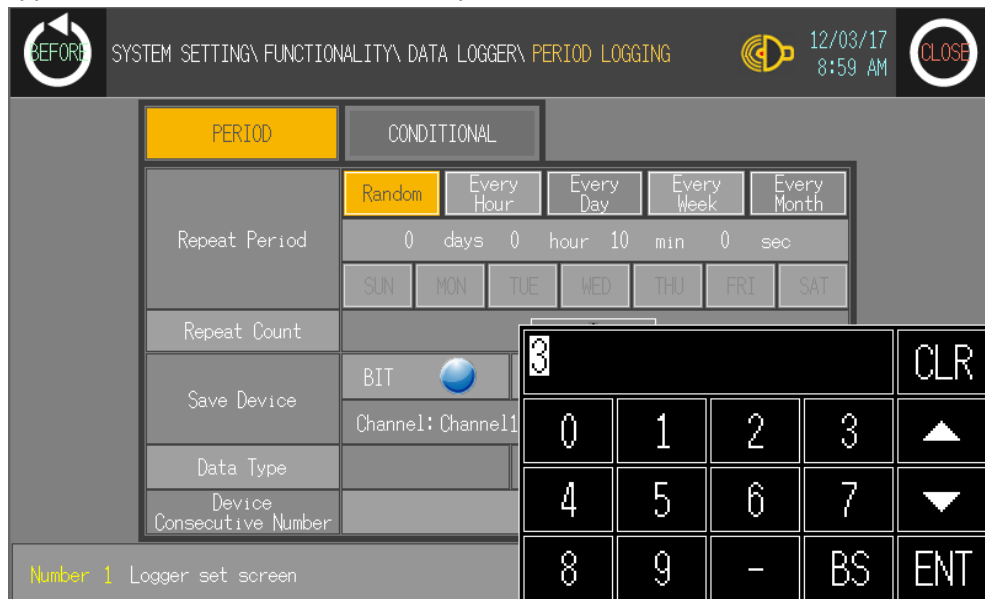 BEFORE
SYSTEM SETTING\ FUNCTIONALITY\ DATA LOGGER\ PERIOD LOGGING
12/03/17
8:59 AM
CLOSE
PERIOD
CONDITIONAL
Repeat Period
Random
Every
Hour
Every
Day
Every
Week
Every
Month
0 days 0 hour 10 min 0 sec
SUN MON TUE WED THU FRI SAT
Repeat Count
Save Device
BIT
Channel: Channel1
Data Type
Device
Consecutive Number
3
CLR
0 1 2 3
4 5 6 7
8 9 - BS ENT
Number 1 Logger set screen